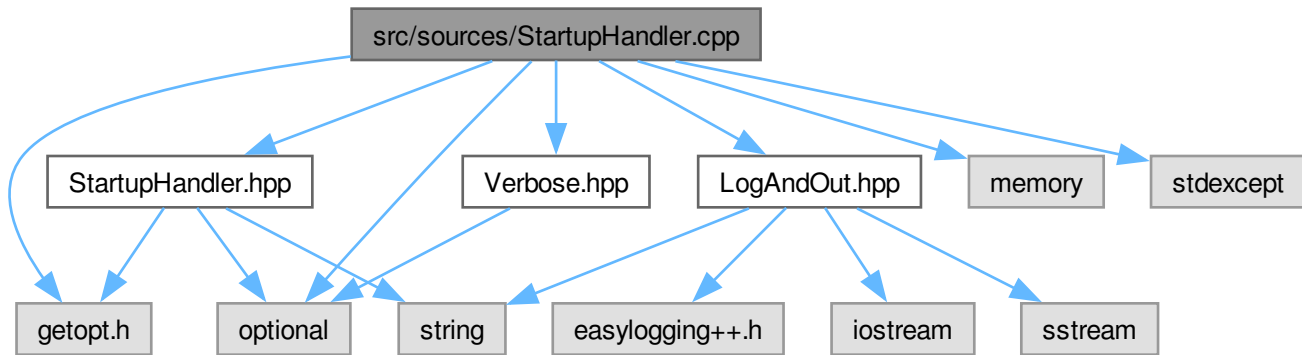 src/sources/StartupHandler.cpp
StartupHandler.hpp
Verbose.hpp
LogAndOut.hpp
memory
stdexcept
getopt.h
optional
string
easylogging++.h
iostream
sstream